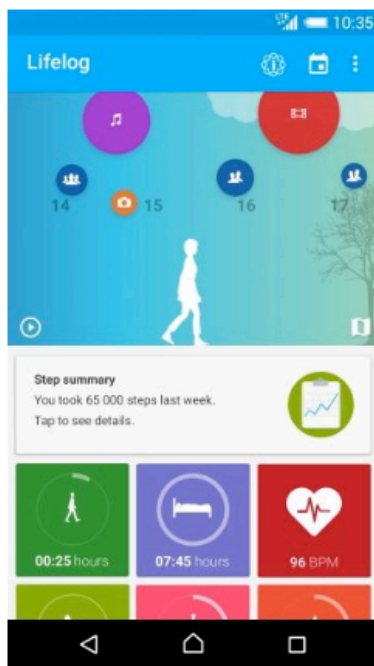 LTE 10:35
Lifelog
14 15 16 17
Step summary
You took 65 000 steps last week.
Tap to see details.
00:25 hours
07:45 hours
96 BPM